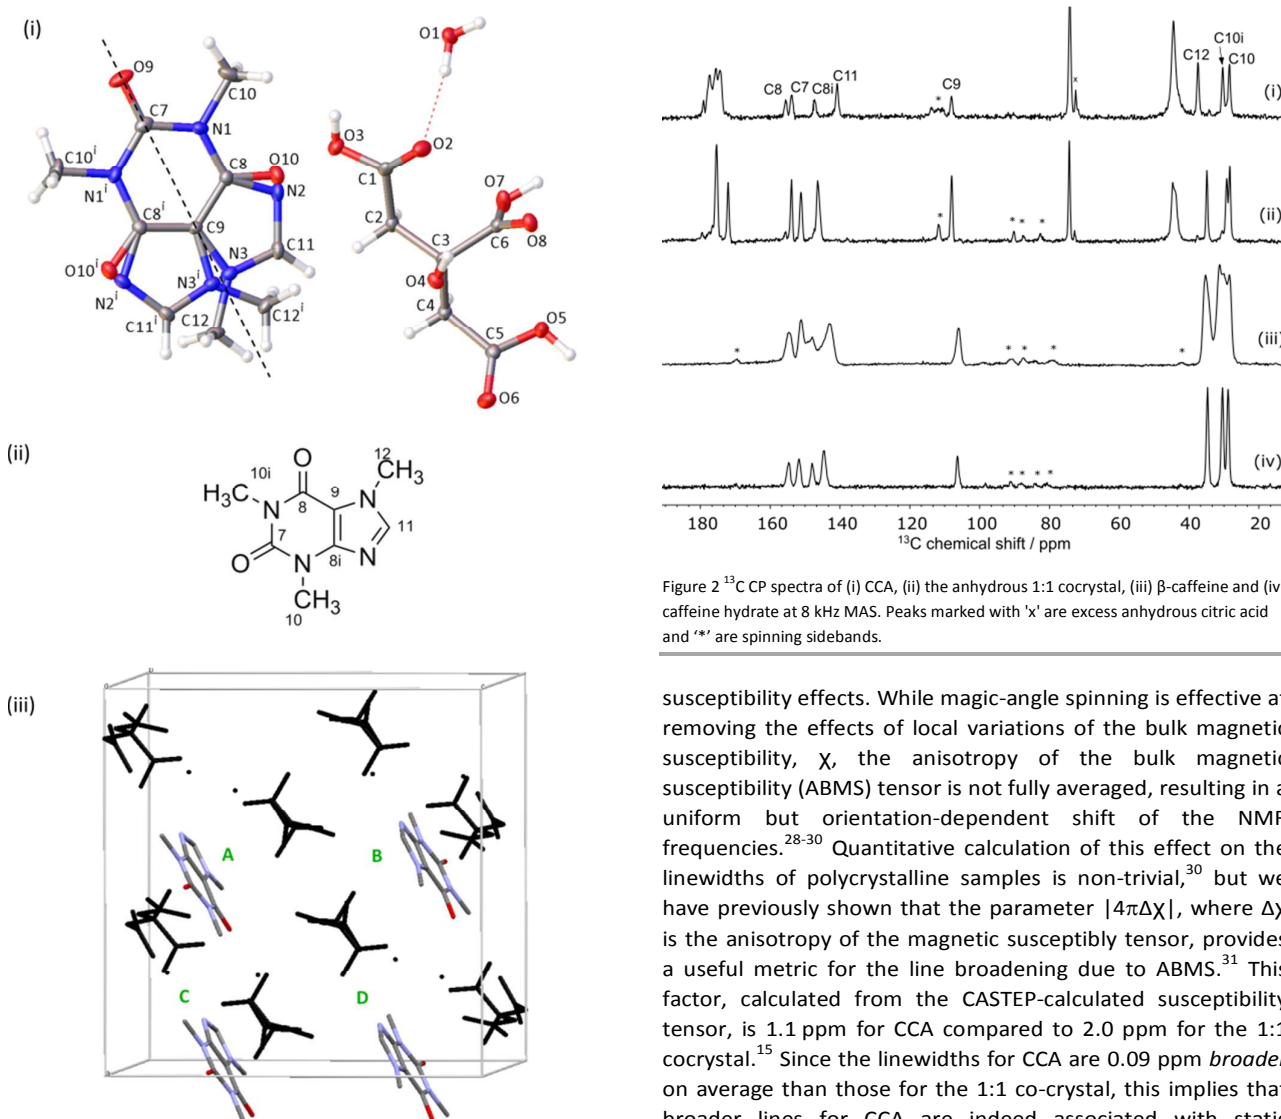 (i)
O1
O9
C10
C7
N1
O3
O2
C10ⁱ
C8
O10
C1
O7
N1ⁱ
N2
C8ⁱ
C9
C2
C6
O8
C11
C3
N3
O10ⁱ
N3ⁱ
O4
N2ⁱ
C4
C12ⁱ
C11ⁱ
C12
C5
O5
O6
(ii)
O
12
CH₃
10i
H₃C
9
N
8
N
11
7
O
N
8i
N
10
CH₃
(iii)
A
B
C
D
C10i
C12
C10
C11
C8 C7 C8i
C9
x
*
(i)
* * * *
(ii)
* * * * *
(iii)
* * * *
(iv)
180 160 140 120 100 80 60 40 20
¹³C chemical shift / ppm
Figure 2 ¹³C CP spectra of (i) CCA, (ii) the anhydrous 1:1 cocrystal, (iii) β-caffeine and (iv
caffeine hydrate at 8 kHz MAS. Peaks marked with 'x' are excess anhydrous citric acid
and '*' are spinning sidebands.
susceptibility effects. While magic-angle spinning is effective at
removing the effects of local variations of the bulk magnetic
susceptibility, χ, the anisotropy of the bulk magnetic
susceptibility (ABMS) tensor is not fully averaged, resulting in a
uniform but orientation-dependent shift of the NMR
frequencies.²⁸⁻³⁰ Quantitative calculation of this effect on the
linewidths of polycrystalline samples is non-trivial,³⁰ but we
have previously shown that the parameter |4πΔχ|, where Δχ
is the anisotropy of the magnetic susceptibly tensor, provides
a useful metric for the line broadening due to ABMS.³¹ This
factor, calculated from the CASTEP-calculated susceptibility
tensor, is 1.1 ppm for CCA compared to 2.0 ppm for the 1:1
cocrystal.¹⁵ Since the linewidths for CCA are 0.09 ppm broader
on average than those for the 1:1 co-crystal, this implies that
broader lines for CCA are indeed associated with static